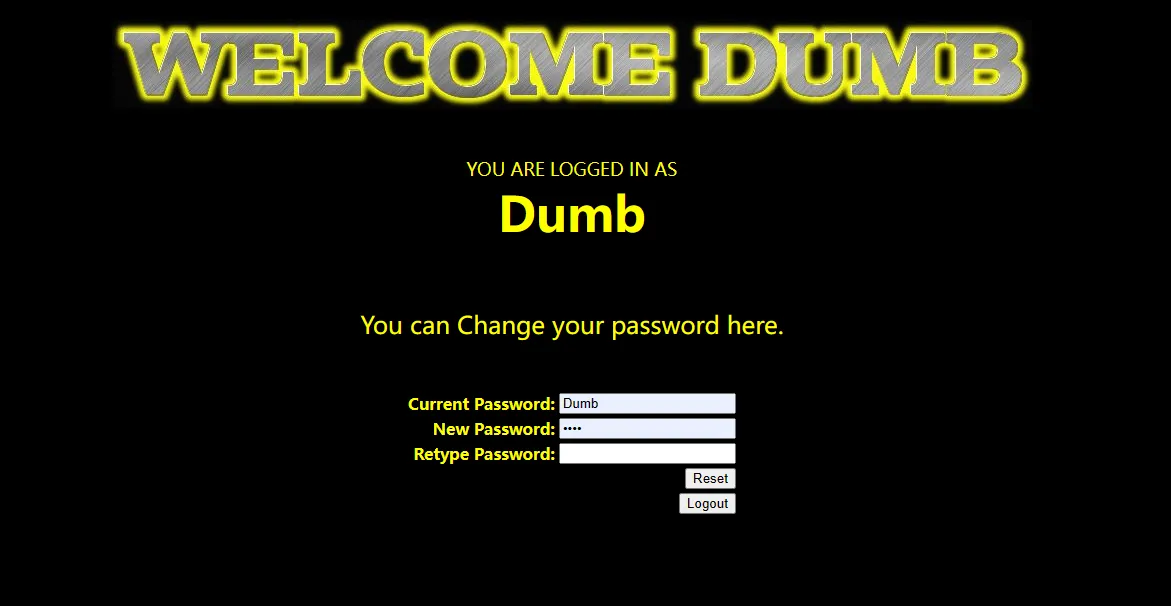 WELCOME DUMB
YOU ARE LOGGED IN AS
Dumb
You can Change your password here.
Current Password: Dumb
New Password: ••••
Retype Password:
Reset
Logout